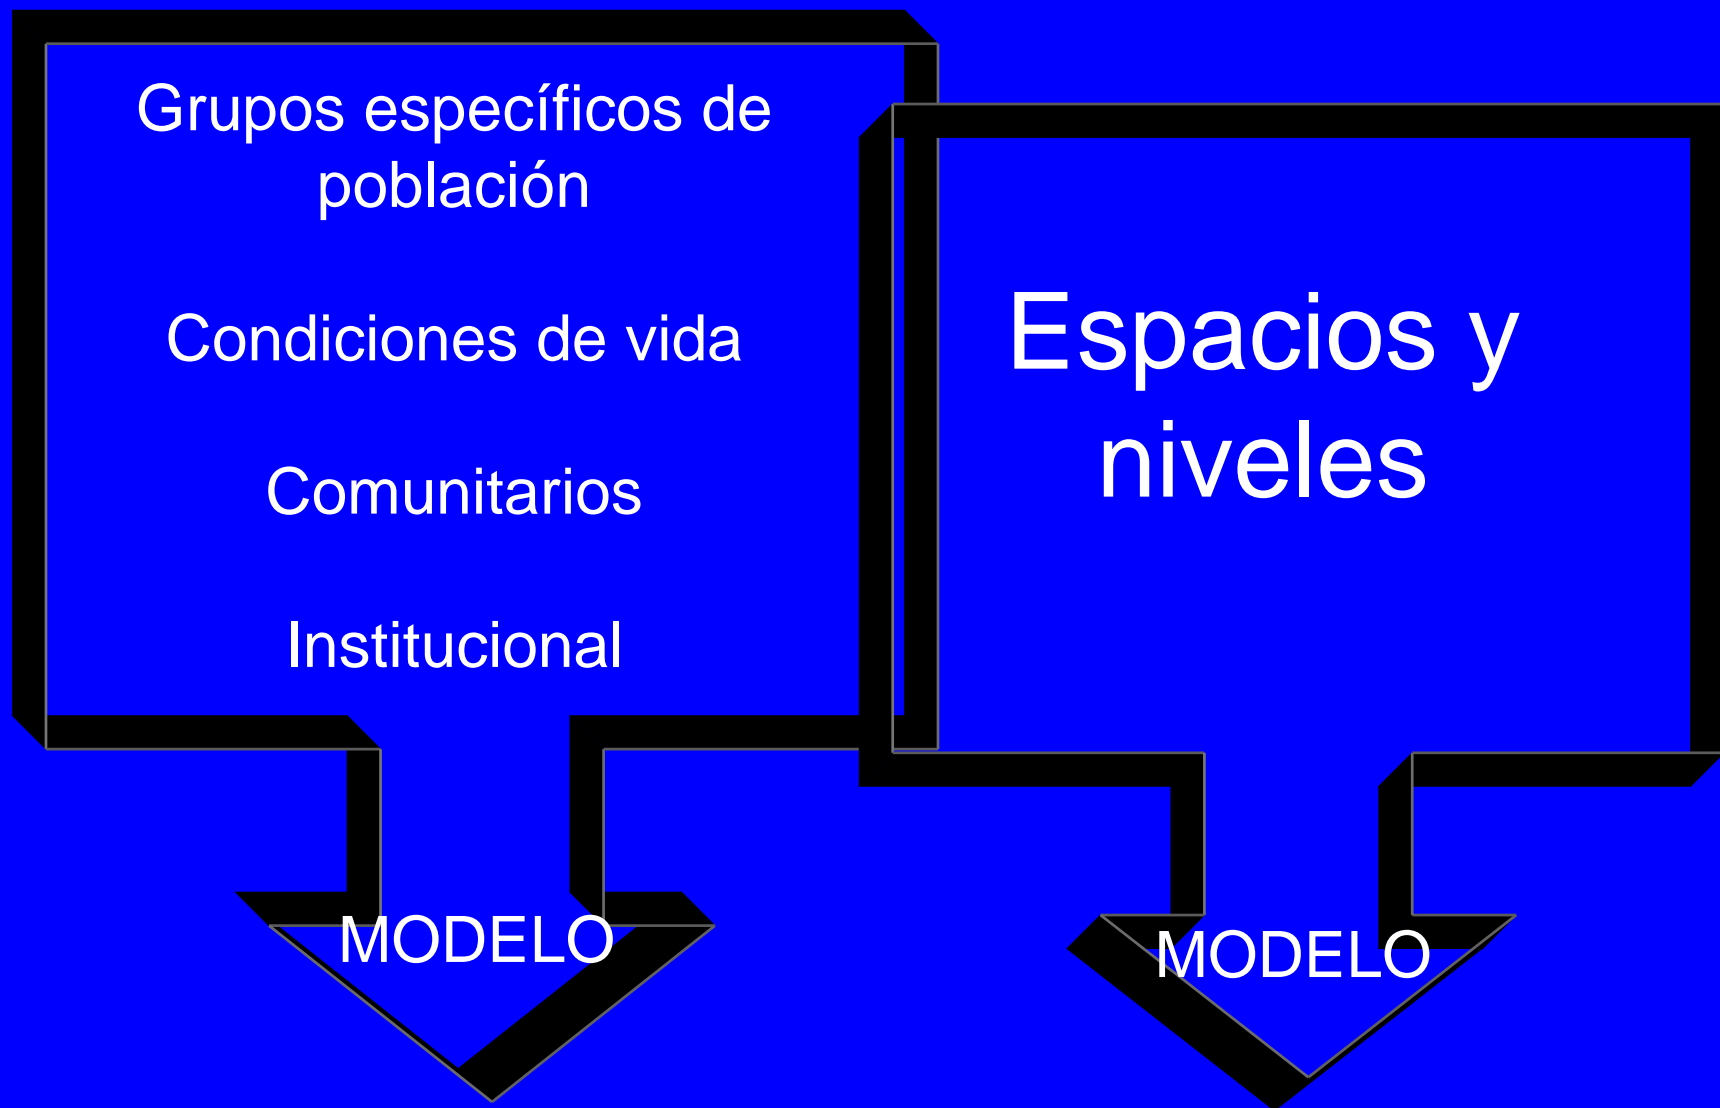 Grupos específicos de
población
Condiciones de vida
Comunitarios
Institucional
MODELO
Espacios y
niveles
MODELO